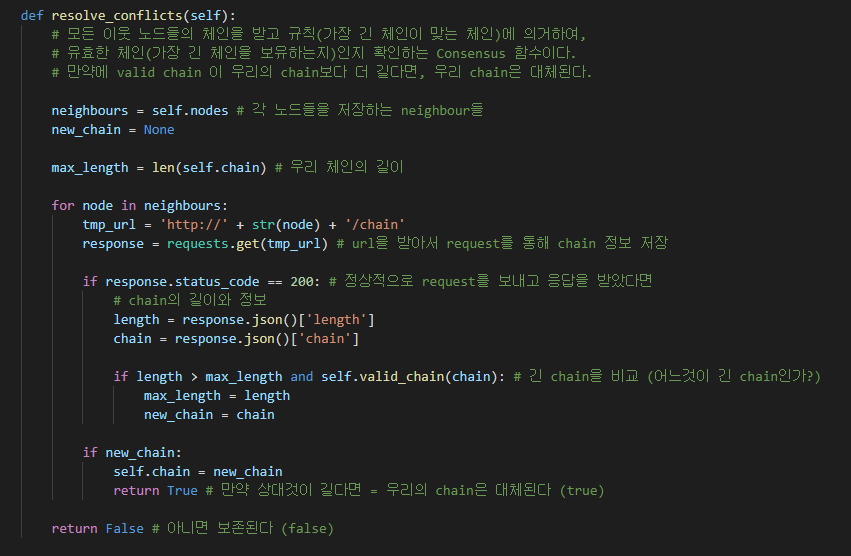 def resolve_conflicts(self):
# 모든 이웃 노드들의 체인을 받고 규칙(가장 긴 체인이 맞는 체인)에 의거하여,
# 유효한 체인(가장 긴 체인을 보유하는지)인지 확인하는 Consensus 함수이다.
# 만약에 valid chain 이 우리의 chain보다 더 길다면, 우리 chain은 대체된다.
neighbours = self.nodes # 각 노드들을 저장하는 neighbour들
new_chain = None
max_length = len(self.chain) # 우리 체인의 길이
for node in neighbours:
tmp_url = 'http://' + str(node) + '/chain'
response = requests.get(tmp_url) # url을 받아서 request를 통해 chain 정보 저장
if response.status_code == 200: # 정상적으로 request를 보내고 응답을 받았다면
# chain의 길이와 정보
length = response.json()['length']
chain = response.json()['chain']
if length > max_length and self.valid_chain(chain): # 긴 chain을 비교 (어느것이 긴 chain인가?)
max_length = length
new_chain = chain
if new_chain:
self.chain = new_chain
return True # 만약 상대것이 길다면 = 우리의 chain은 대체된다 (true)
return False # 아니면 보존된다 (false)